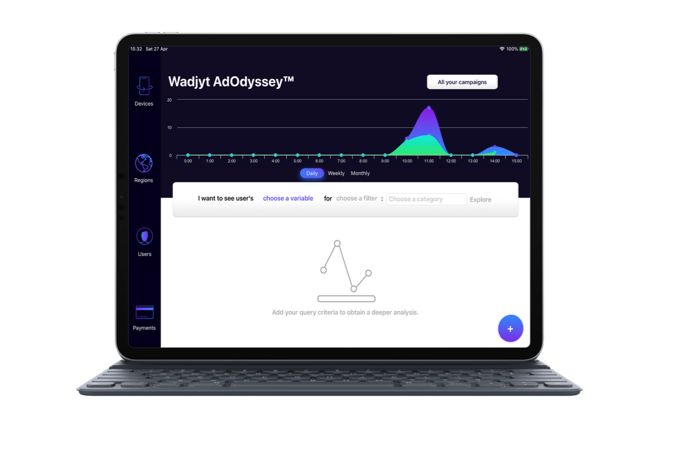 15:32 Sat 27 Apr
100%
Wadjyt AdOdyssey™
All your campaigns
20
10
0
0:00 1:00 2:00 3:00 4:00 5:00 6:00 7:00 8:00 9:00 10:00 11:00 12:00 14:00 15:00
Daily Weekly Monthly
Devices
Regions
Users
Payments
I want to see user's choose a variable for choose a filter : Choose a category Explore
Add your query criteria to obtain a deeper analysis.
+